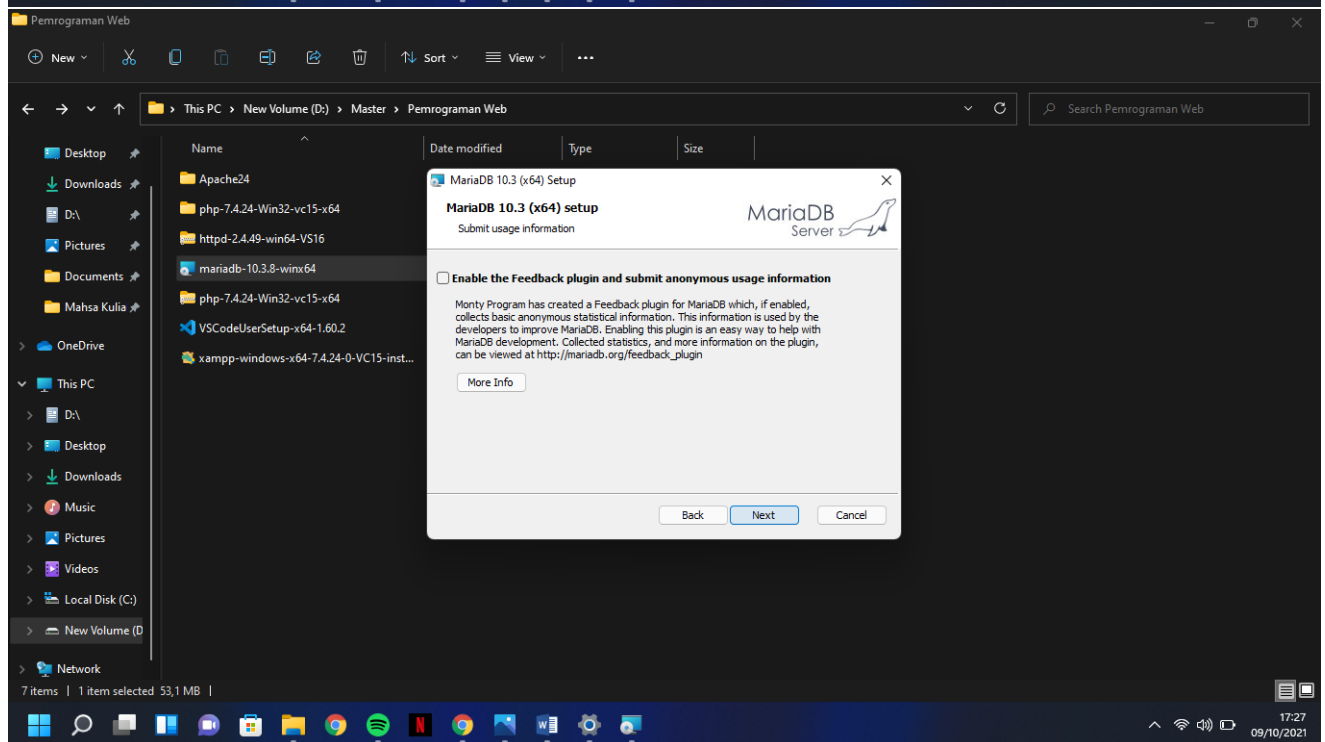 Pemrograman Web
New
Sort
View
This PC > New Volume (D:) > Master > Pemrograman Web
Search Pemrograman Web
Name
Date modified
Type
Size
Desktop
Downloads
D:\
Pictures
Documents
Mahsa Kulia
OneDrive
This PC
D:\
Desktop
Downloads
Music
Pictures
Videos
Local Disk (C:)
New Volume (D
Network
Apache24
php-7.4.24-Win32-vc15-x64
httpd-2.4.49-win64-VS16
mariadb-10.3.8-winx64
php-7.4.24-Win32-vc15-x64
VSCodeUserSetup-x64-1.60.2
xampp-windows-x64-7.4.24-0-VC15-inst...
MariaDB 10.3 (x64) Setup
MariaDB 10.3 (x64) setup
Submit usage information
MariaDB
Server
Enable the Feedback plugin and submit anonymous usage information
Monty Program has created a Feedback plugin for MariaDB which, if enabled,
collects basic anonymous statistical information. This information is used by the
developers to improve MariaDB. Enabling this plugin is an easy way to help with
MariaDB development. Collected statistics, and more information on the plugin,
can be viewed at http://mariadb.org/feedback_plugin
More Info
Back
Next
Cancel
7 items | 1 item selected 53,1 MB |
17:27
09/10/2021